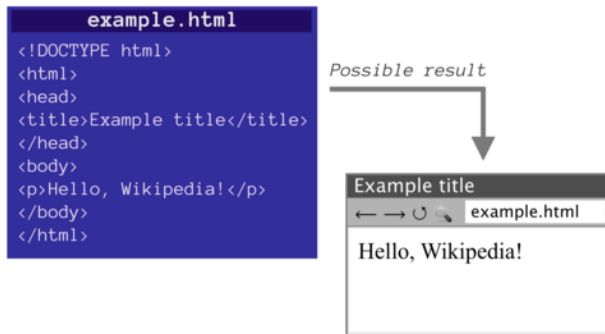 example.html
<!DOCTYPE html>
<html>
<head>
<title>Example title</title>
</head>
<body>
<p>Hello, Wikipedia!</p>
</body>
</html>
Possible result
Example title
example.html
Hello, Wikipedia!